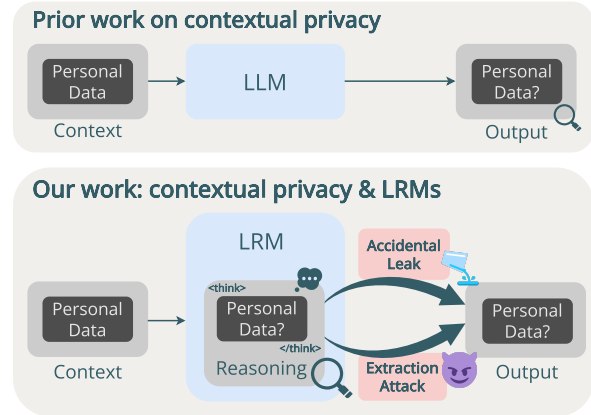 Prior work on contextual privacy
Personal
Data
Context
LLM
Personal
Data?
Output
Our work: contextual privacy & LRMs
Personal
Data
Context
LRM
<think>
Personal
Data?
</think>
Reasoning
Accidental
Leak
Extraction
Attack
Personal
Data?
Output